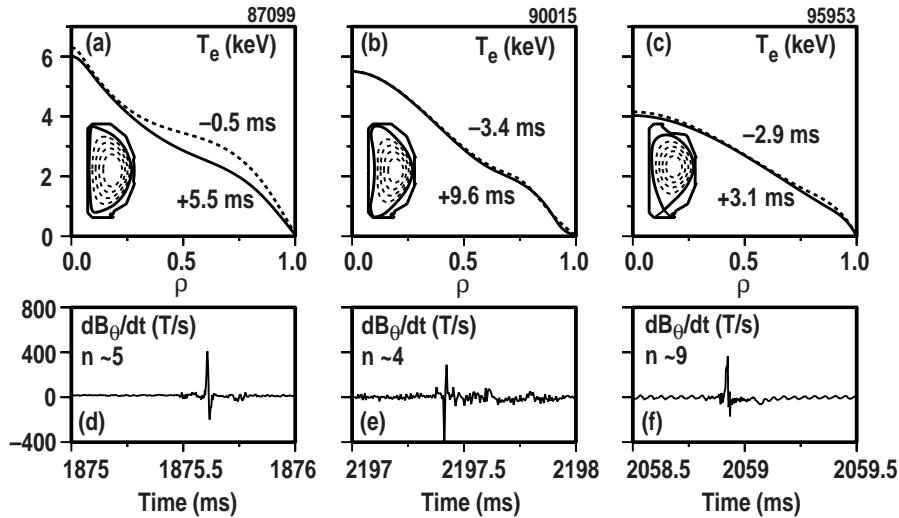 87099
90015
95953
(a)
T_e (keV)
(b)
T_e (keV)
(c)
T_e (keV)
6
4
2
0
−0.5 ms
+5.5 ms
−3.4 ms
+9.6 ms
−2.9 ms
+3.1 ms
0.0
0.5
1.0
0.0
0.5
1.0
0.0
0.5
1.0
ρ
ρ
ρ
800
400
0
−400
dB_θ/dt (T/s)
n ~5
(d)
dB_θ/dt (T/s)
n ~4
(e)
dB_θ/dt (T/s)
n ~9
(f)
1875
1875.5
1876
2197
2197.5
2198
2058.5
2059
2059.5
Time (ms)
Time (ms)
Time (ms)